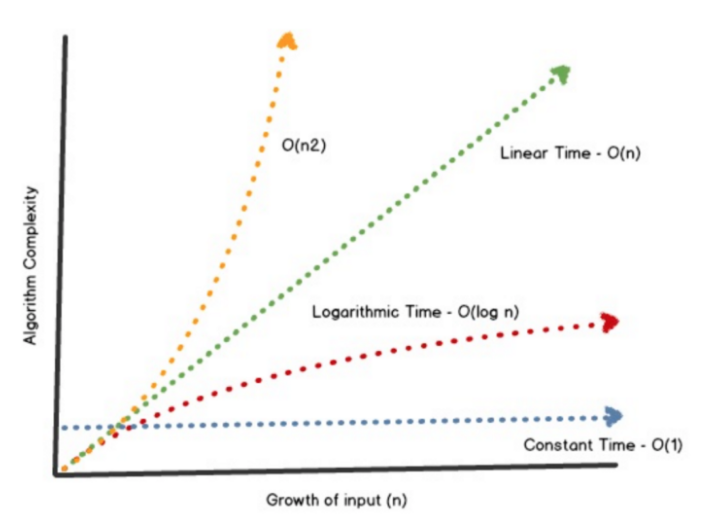 O(n2)
Linear Time - O(n)
Algorithm Complexity
Logarithmic Time - O(log n)
Constant Time - O(1)
Growth of input (n)